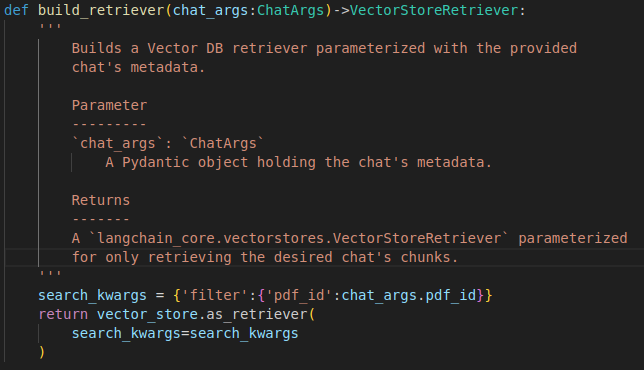 def build_retriever(chat_args:ChatArgs)->VectorStoreRetriever:
    '''
        Builds a Vector DB retriever parameterized with the provided
        chat's metadata.

        Parameter
        ---------
        `chat_args`: `ChatArgs`
            A Pydantic object holding the chat's metadata.

        Returns
        -------
        A `langchain_core.vectorstores.VectorStoreRetriever` parameterized
        for only retrieving the desired chat's chunks.
    '''
    search_kwargs = {'filter':{'pdf_id':chat_args.pdf_id}}
    return vector_store.as_retriever(
        search_kwargs=search_kwargs
    )